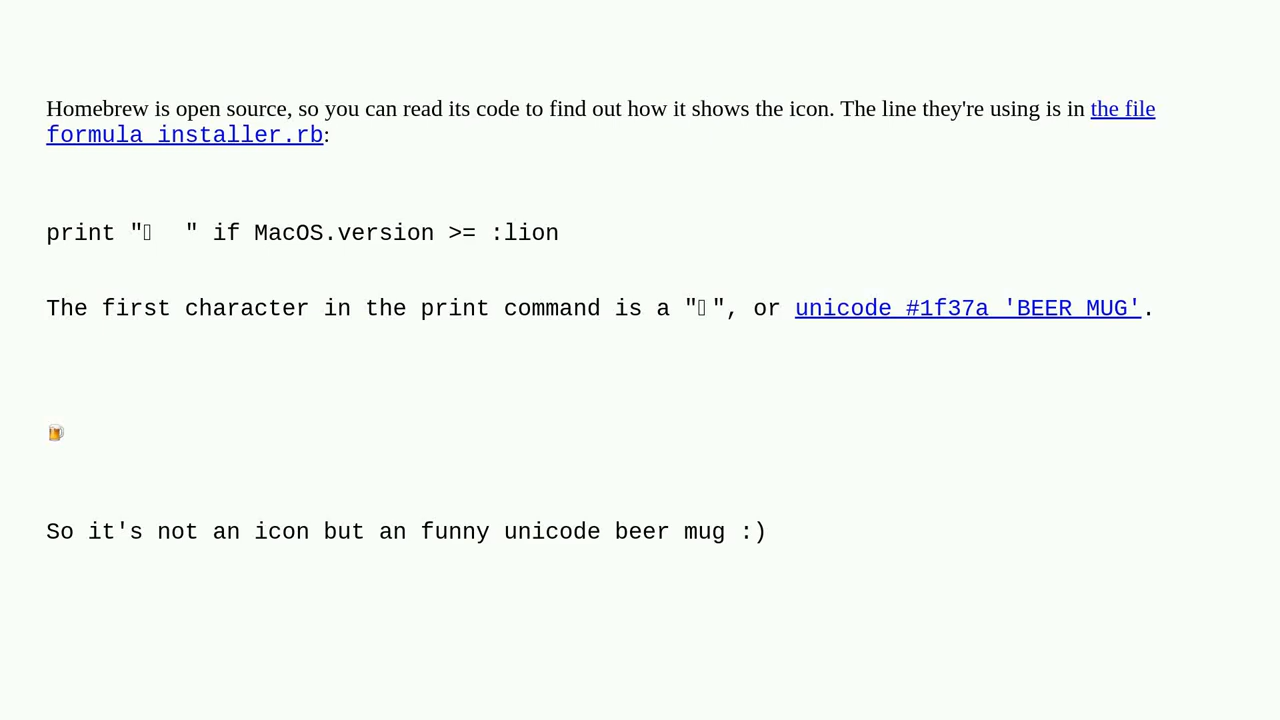 Homebrew is open source, so you can read its code to find out how it shows the icon. The line they're using is in the file
formula_installer.rb:
print "▯  " if MacOS.version >= :lion
The first character in the print command is a "▯", or unicode #1f37a 'BEER MUG'.
🍺
So it's not an icon but an funny unicode beer mug :)